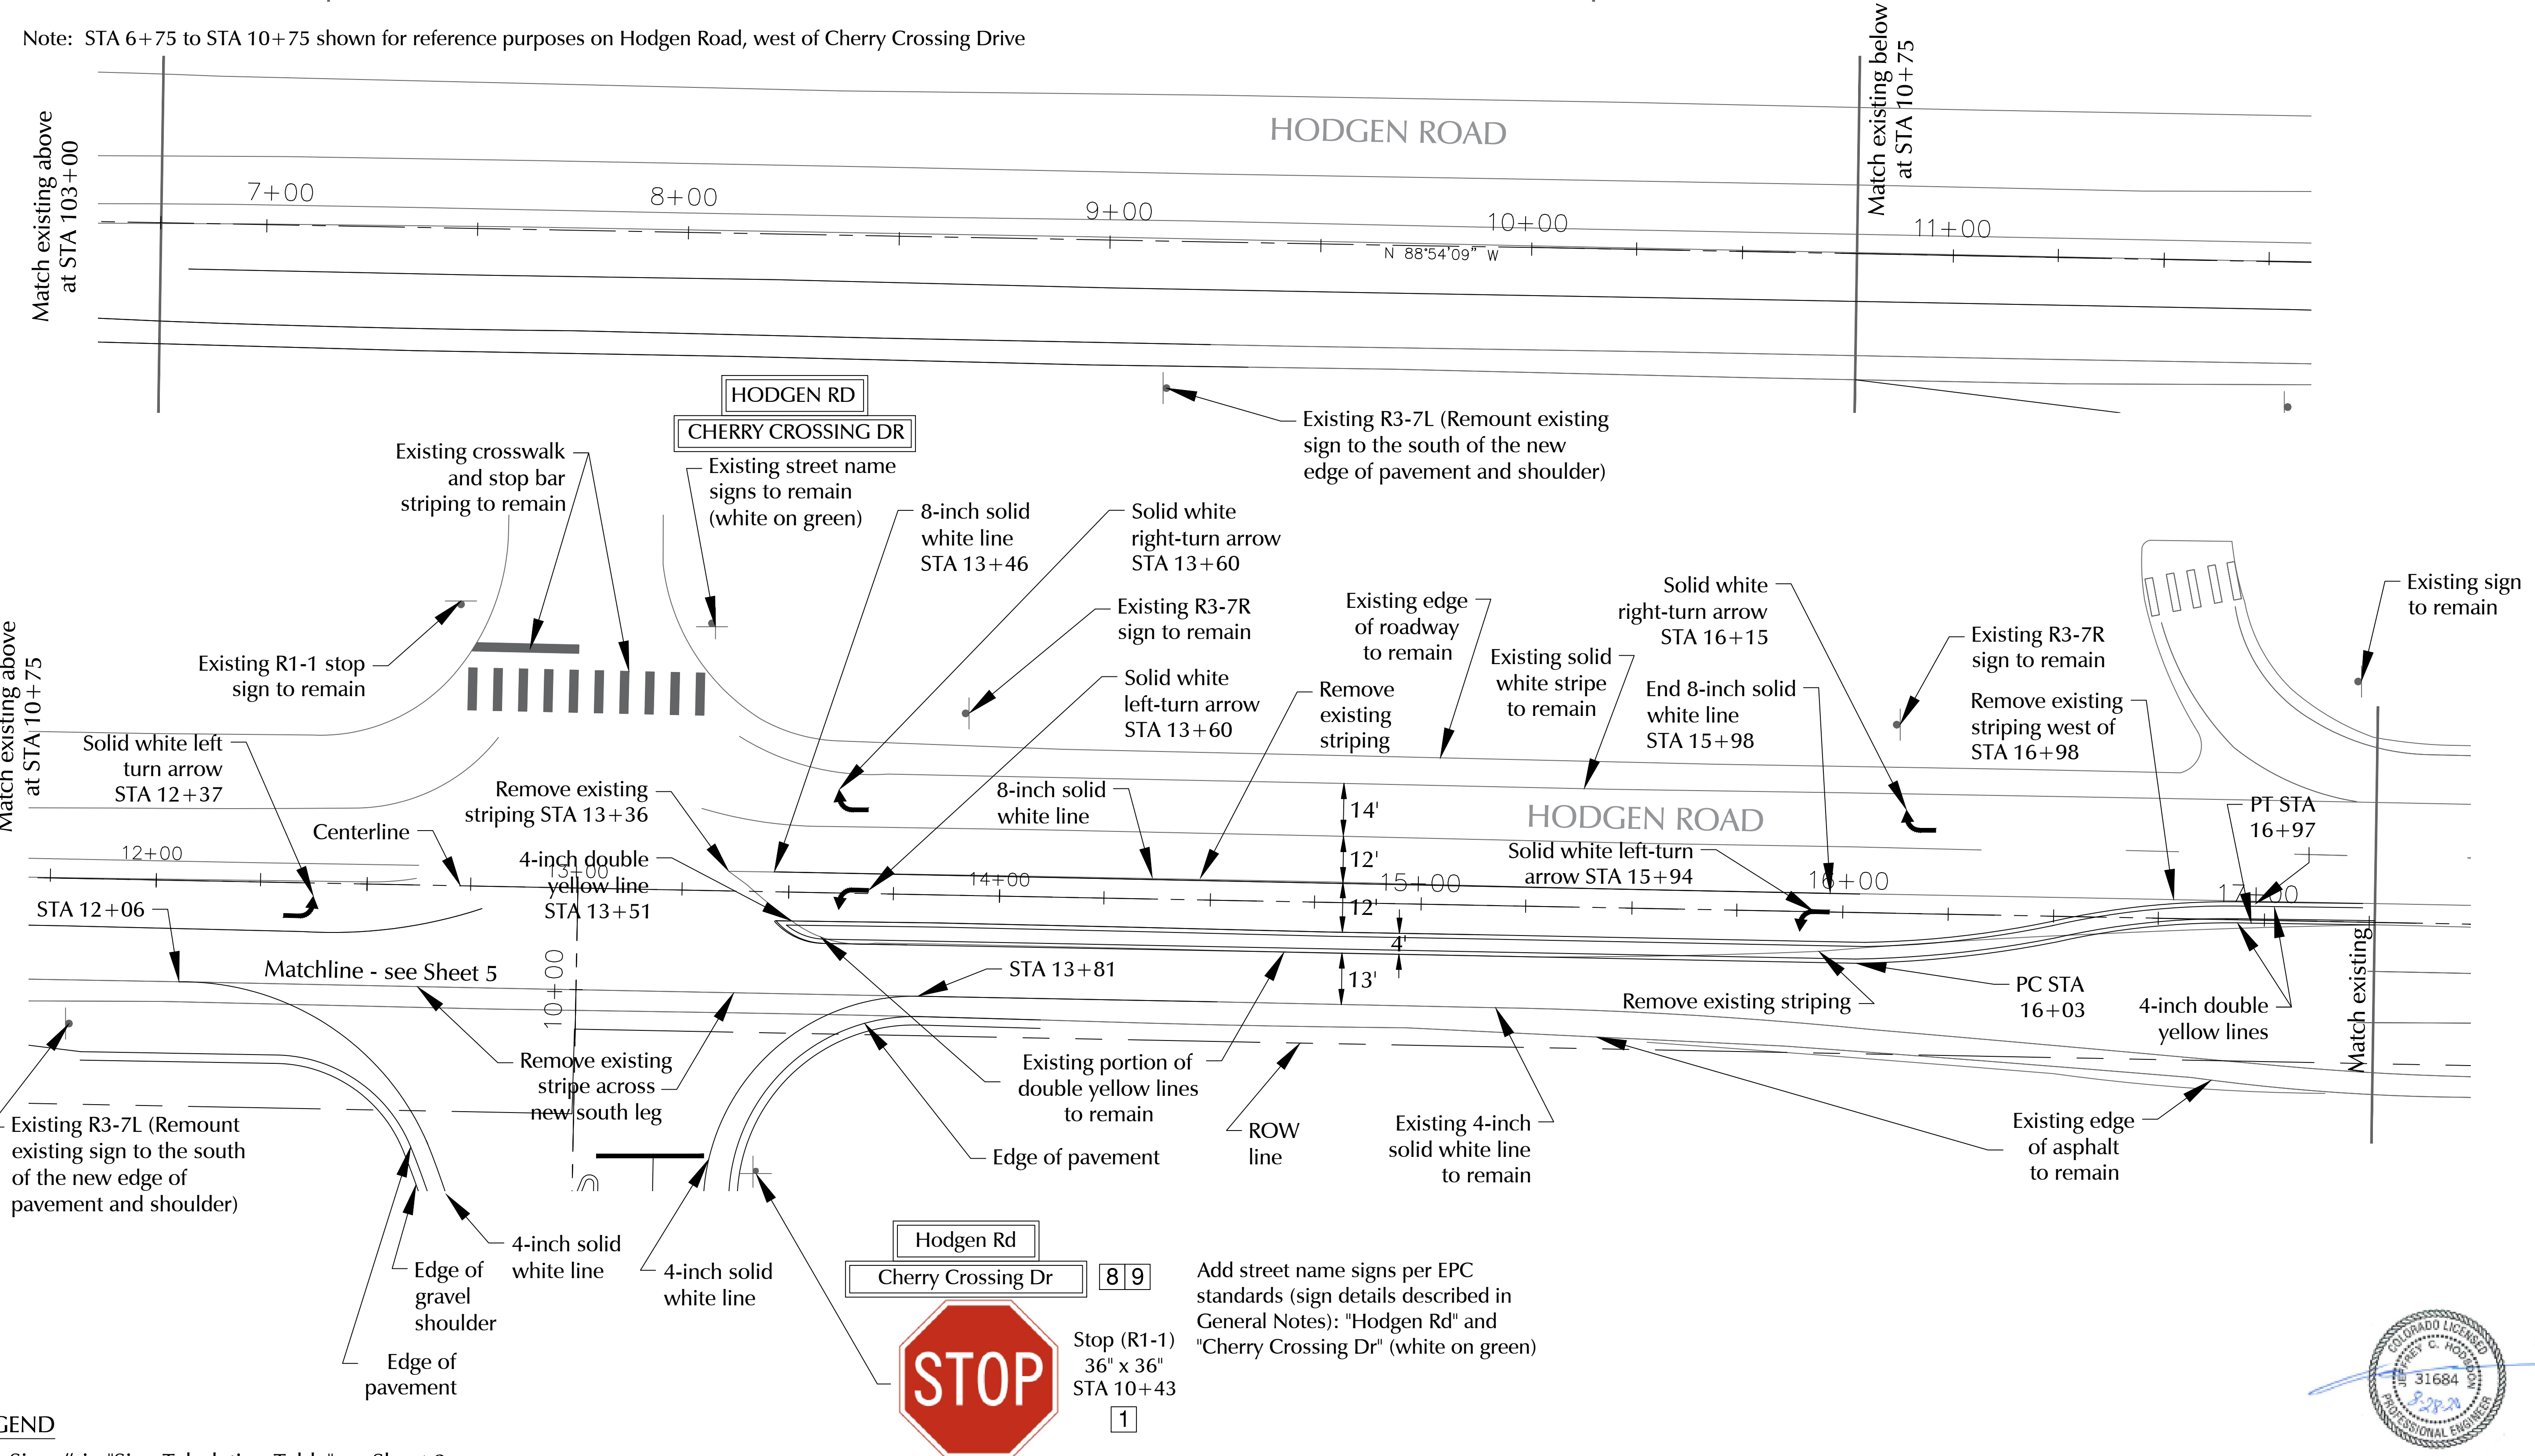 Note: STA 6+75 to STA 10+75 shown for reference purposes on Hodgen Road, west of Cherry Crossing Drive
Match existing above
at STA 103+00
HODGEN ROAD
Match existing below
at STA 10+75
7+00
8+00
9+00
10+00
11+00
N 88°54'09" W
HODGEN RD
CHERRY CROSSING DR
Existing R3-7L (Remount existing
sign to the south of the new
edge of pavement and shoulder)
Existing crosswalk
and stop bar
striping to remain
Existing street name
signs to remain
(white on green)
8-inch solid
white line
STA 13+46
Solid white
right-turn arrow
STA 13+60
Existing R3-7R
sign to remain
Solid white
left-turn arrow
STA 13+60
Existing edge
of roadway
to remain
Remove
existing
striping
Existing solid
white stripe
to remain
Solid white
right-turn arrow
STA 16+15
End 8-inch solid
white line
STA 15+98
Existing R3-7R
sign to remain
Remove existing
striping west of
STA 16+98
Existing sign
to remain
Match existing above
at STA 10+75
Existing R1-1 stop
sign to remain
Solid white left
turn arrow
STA 12+37
Remove existing
striping STA 13+36
Centerline
8-inch solid
white line
14'
HODGEN ROAD
PT STA
16+97
12+00
13+00
4-inch double
yellow line
STA 13+51
14+00
12'
15+00
Solid white left-turn
arrow STA 15+94
16+00
17+00
STA 12+06
12'
4'
13'
Matchline - see Sheet 5
10+00
STA 13+81
Remove existing striping
PC STA
16+03
4-inch double
yellow lines
Match existing
Remove existing
stripe across
new south leg
Existing portion of
double yellow lines
to remain
Edge of pavement
ROW
line
Existing 4-inch
solid white line
to remain
Existing edge
of asphalt
to remain
Existing R3-7L (Remount
existing sign to the south
of the new edge of
pavement and shoulder)
4-inch solid
white line
Edge of
gravel
shoulder
4-inch solid
white line
Edge of
pavement
Hodgen Rd
Cherry Crossing Dr
8 9
Add street name signs per EPC
standards (sign details described in
General Notes): "Hodgen Rd" and
"Cherry Crossing Dr" (white on green)
STOP
Stop (R1-1)
36" x 36"
STA 10+43
1
COLORADO LICENSED
JEFFREY C. HODSDON
31684
8-28-20
PROFESSIONAL ENGINEER